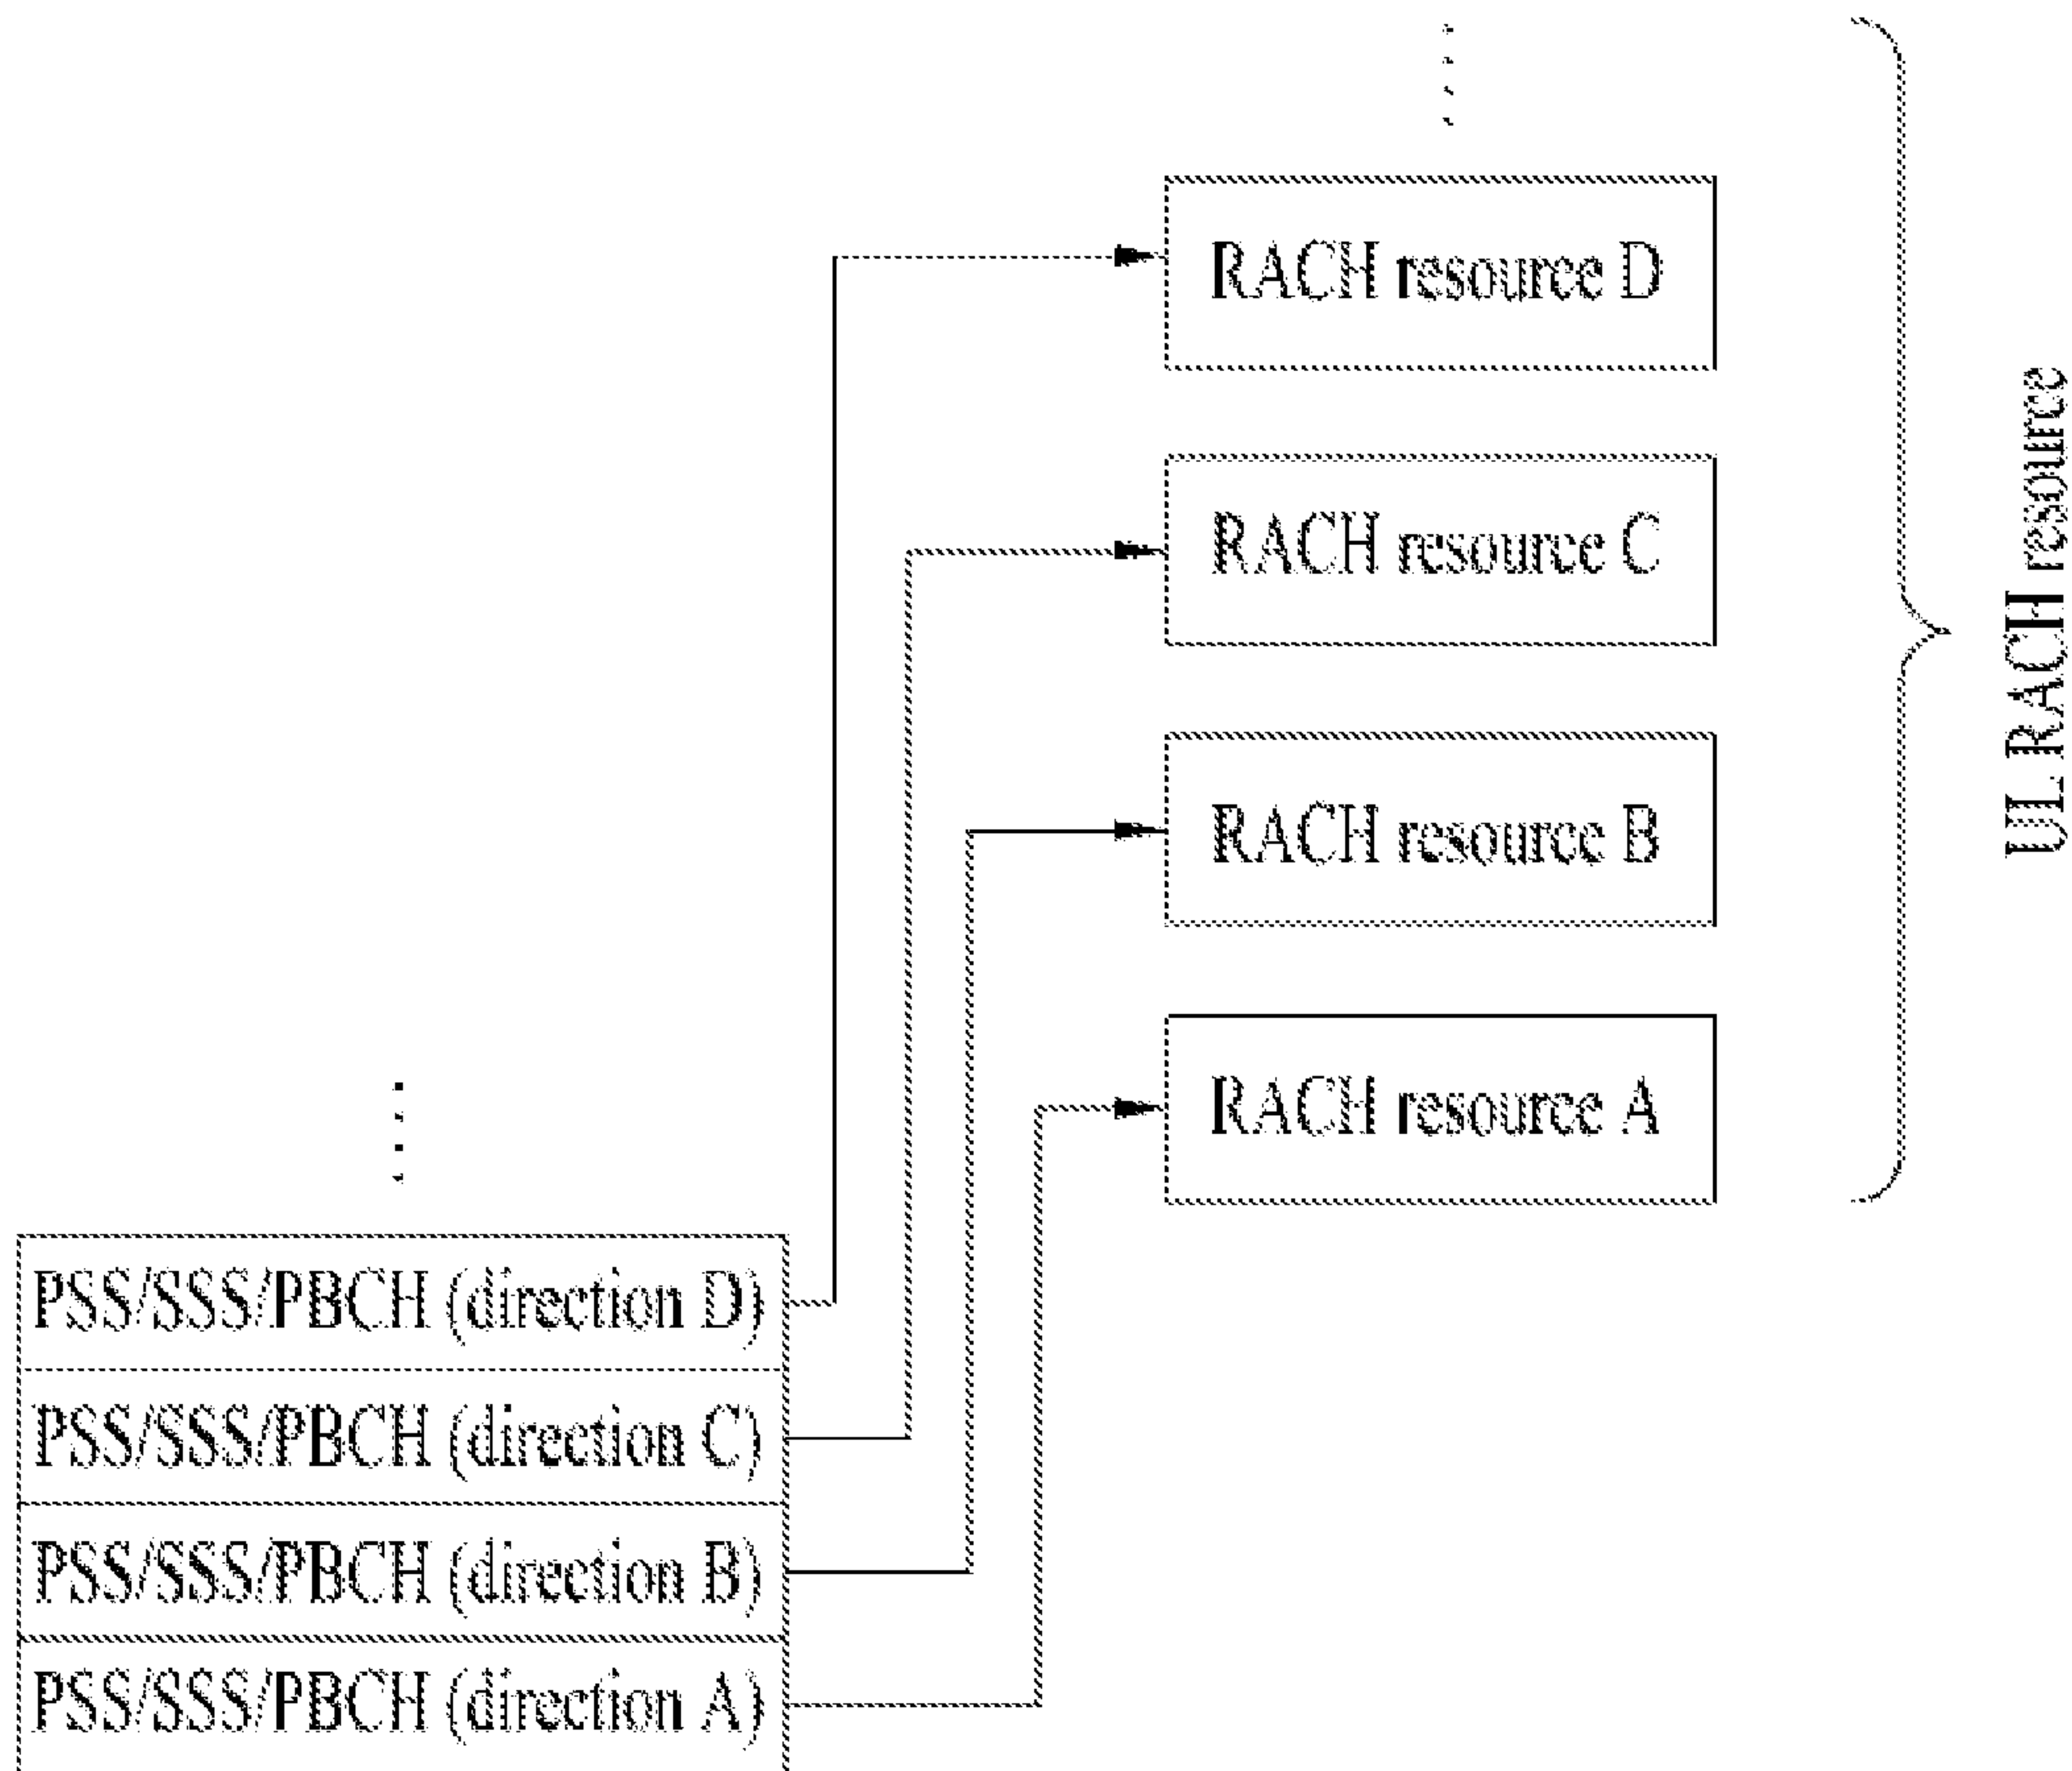 RACH resource D
RACH resource C
RACH resource B
RACH resource A
UL RACH resource
PSS/SSS/PBCH (direction D)
PSS/SSS/PBCH (direction C)
PSS/SSS/PBCH (direction B)
PSS/SSS/PBCH (direction A)